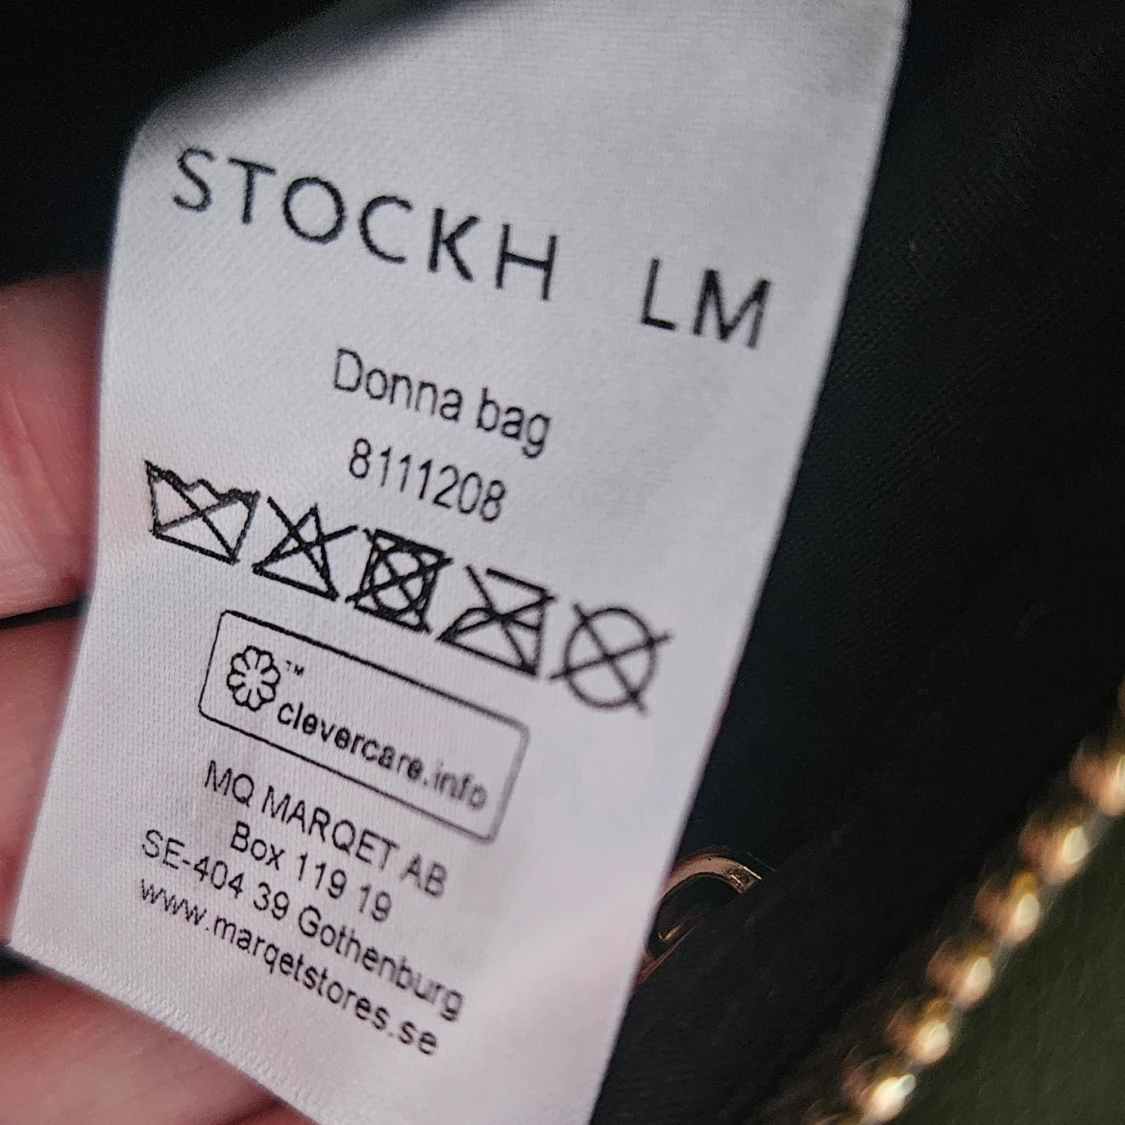 STOCKH LM
Donna bag
8111208
™
clevercare.info
MQ MARQET AB
Box 119 19
SE-404 39 Gothenburg
www.marqetstores.se